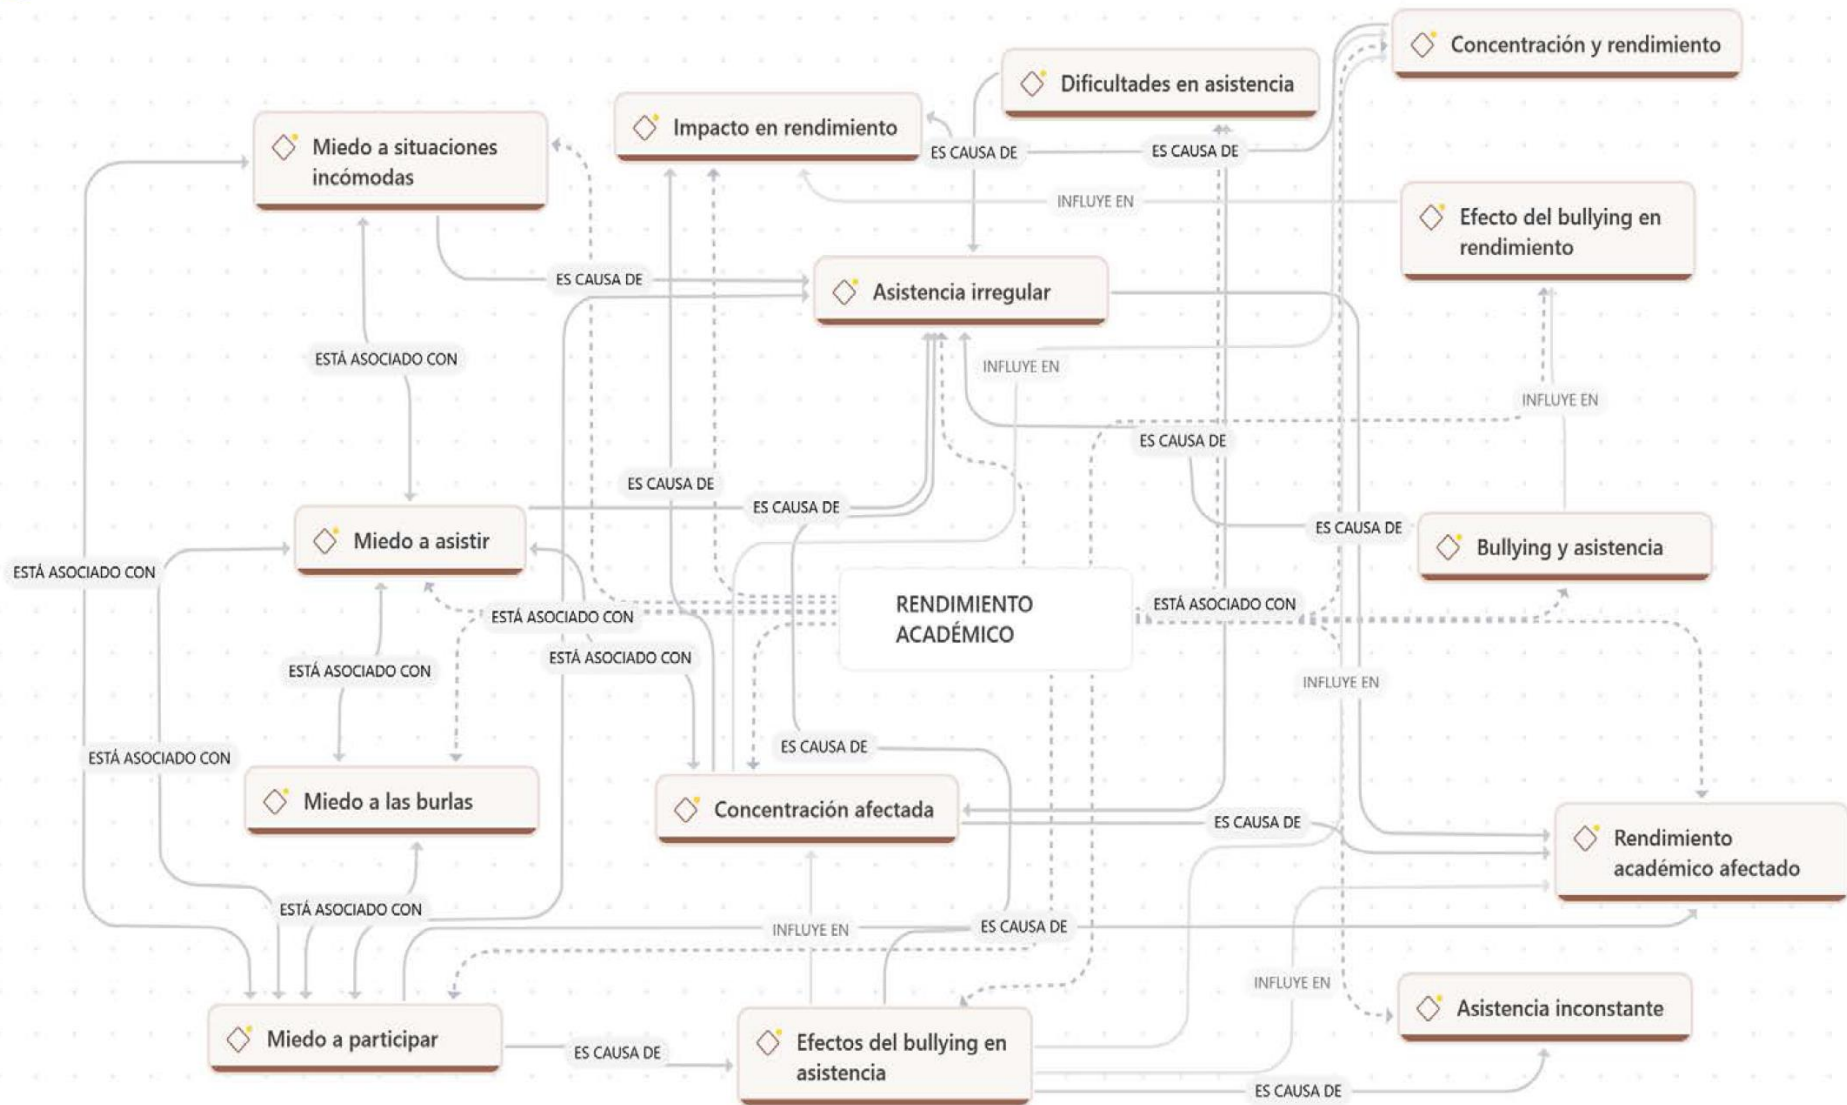 Concentración y rendimiento
Dificultades en asistencia
Impacto en rendimiento
Miedo a situaciones
incómodas
ES CAUSA DE
ES CAUSA DE
INFLUYE EN
Efecto del bullying en
rendimiento
ES CAUSA DE
Asistencia irregular
ESTÁ ASOCIADO CON
INFLUYE EN
INFLUYE EN
ES CAUSA DE
ES CAUSA DE
ES CAUSA DE
ES CAUSA DE
Miedo a asistir
Bullying y asistencia
ESTÁ ASOCIADO CON
ESTÁ ASOCIADO CON
RENDIMIENTO
ACADÉMICO
ESTÁ ASOCIADO CON
ESTÁ ASOCIADO CON
ESTÁ ASOCIADO CON
INFLUYE EN
ES CAUSA DE
ESTÁ ASOCIADO CON
Miedo a las burlas
Concentración afectada
ES CAUSA DE
Rendimiento
académico afectado
ESTÁ ASOCIADO CON
INFLUYE EN
ES CAUSA DE
INFLUYE EN
Asistencia inconstante
Miedo a participar
ES CAUSA DE
Efectos del bullying en
asistencia
ES CAUSA DE